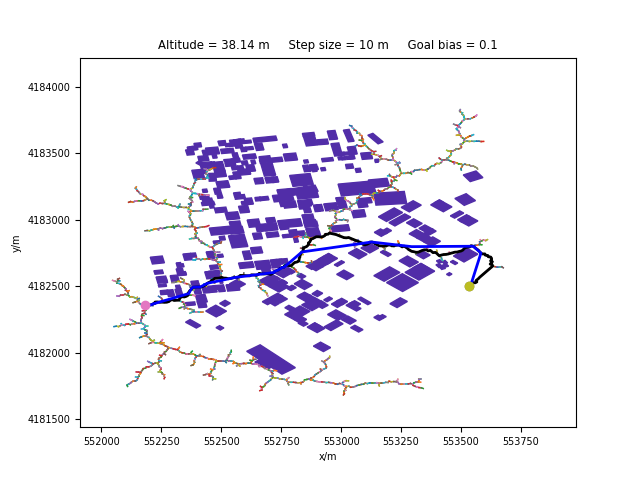 Altitude = 38.14 m     Step size = 10 m     Goal bias = 0.1
4184000
4183500
4183000
4182500
4182000
4181500
y/m
552000 552250 552500 552750 553000 553250 553500 553750
x/m